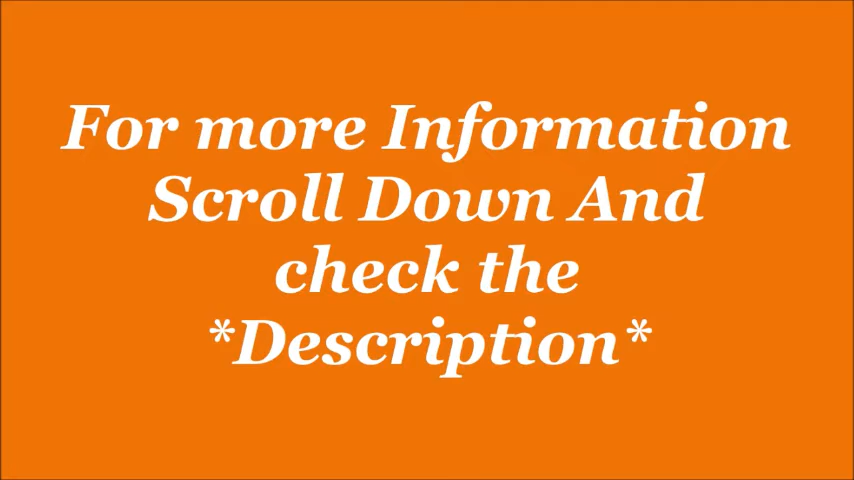 For more Information
Scroll Down And
check the
*Description*